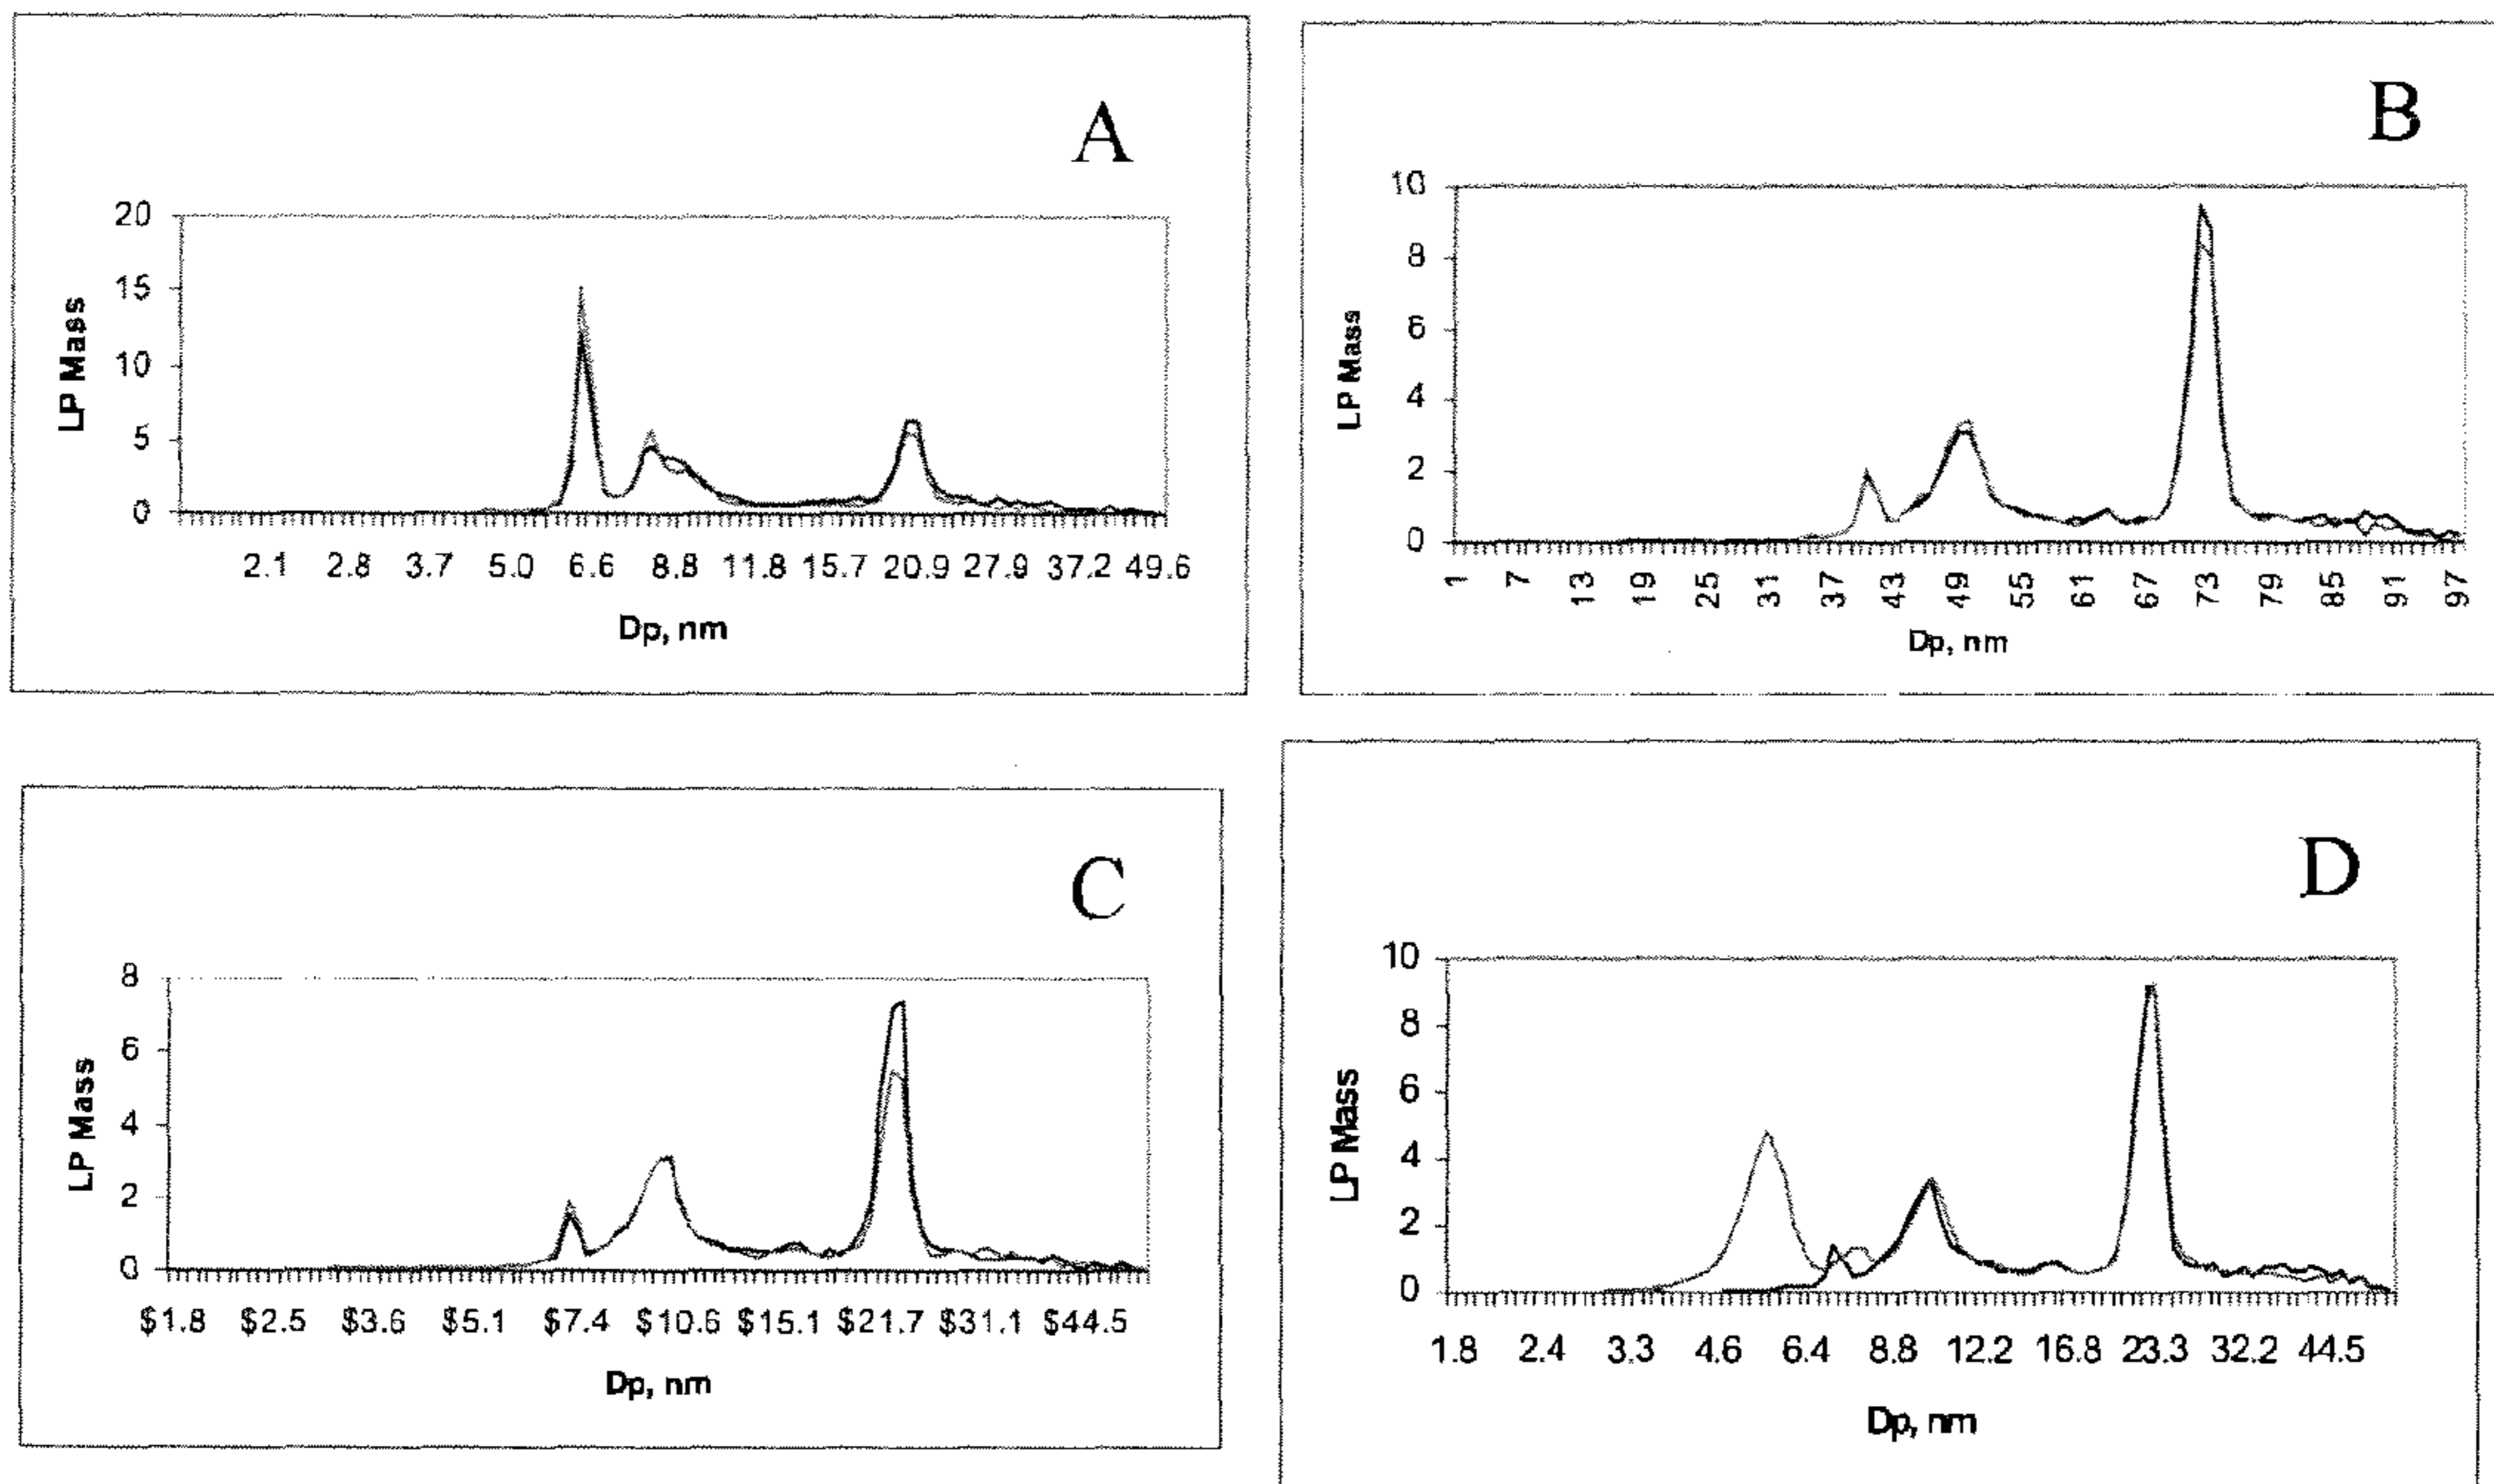 A
20
15
10
5
0
LP Mass
2.1 2.8 3.7 5.0 6.6 8.8 11.8 15.7 20.9 27.9 37.2 49.6
Dp, nm
B
10
8
6
4
2
0
LP Mass
1 7 13 19 25 31 37 43 49 55 61 67 73 79 85 91 97
Dp, nm
C
8
6
4
2
0
LP Mass
$1.8 $2.5 $3.6 $5.1 $7.4 $10.6 $15.1 $21.7 $31.1 $44.5
Dp, nm
D
10
8
6
4
2
0
LP Mass
1.8 2.4 3.3 4.6 6.4 8.8 12.2 16.8 23.3 32.2 44.5
Dp, nm